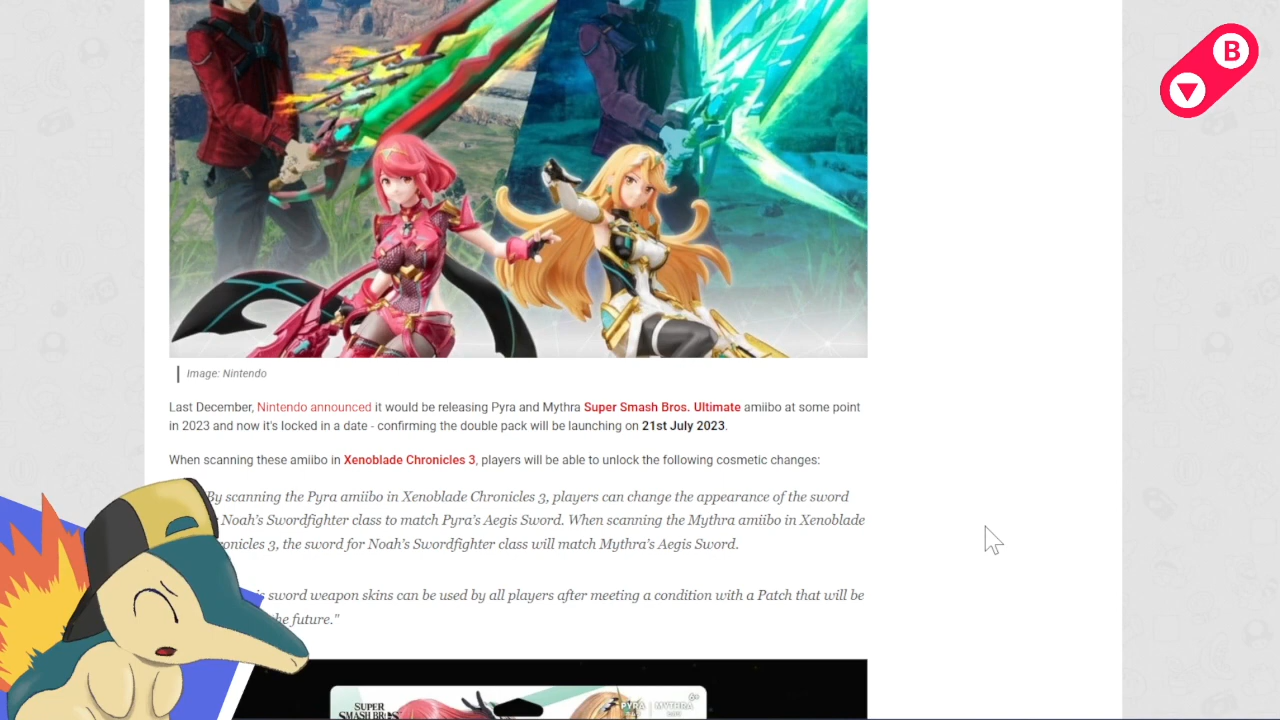 B
Image: Nintendo
Last December, Nintendo announced it would be releasing Pyra and Mythra Super Smash Bros. Ultimate amiibo at some point
in 2023 and now it's locked in a date - confirming the double pack will be launching on 21st July 2023.
When scanning these amiibo in Xenoblade Chronicles 3, players will be able to unlock the following cosmetic changes:
By scanning the Pyra amiibo in Xenoblade Chronicles 3, players can change the appearance of the sword
Noah’s Swordfighter class to match Pyra’s Aegis Sword. When scanning the Mythra amiibo in Xenoblade
ronicles 3, the sword for Noah’s Swordfighter class will match Mythra’s Aegis Sword.
sword weapon skins can be used by all players after meeting a condition with a Patch that will be
the future."
6+
SUPER PYRA MYTHRA
SMASH BROS